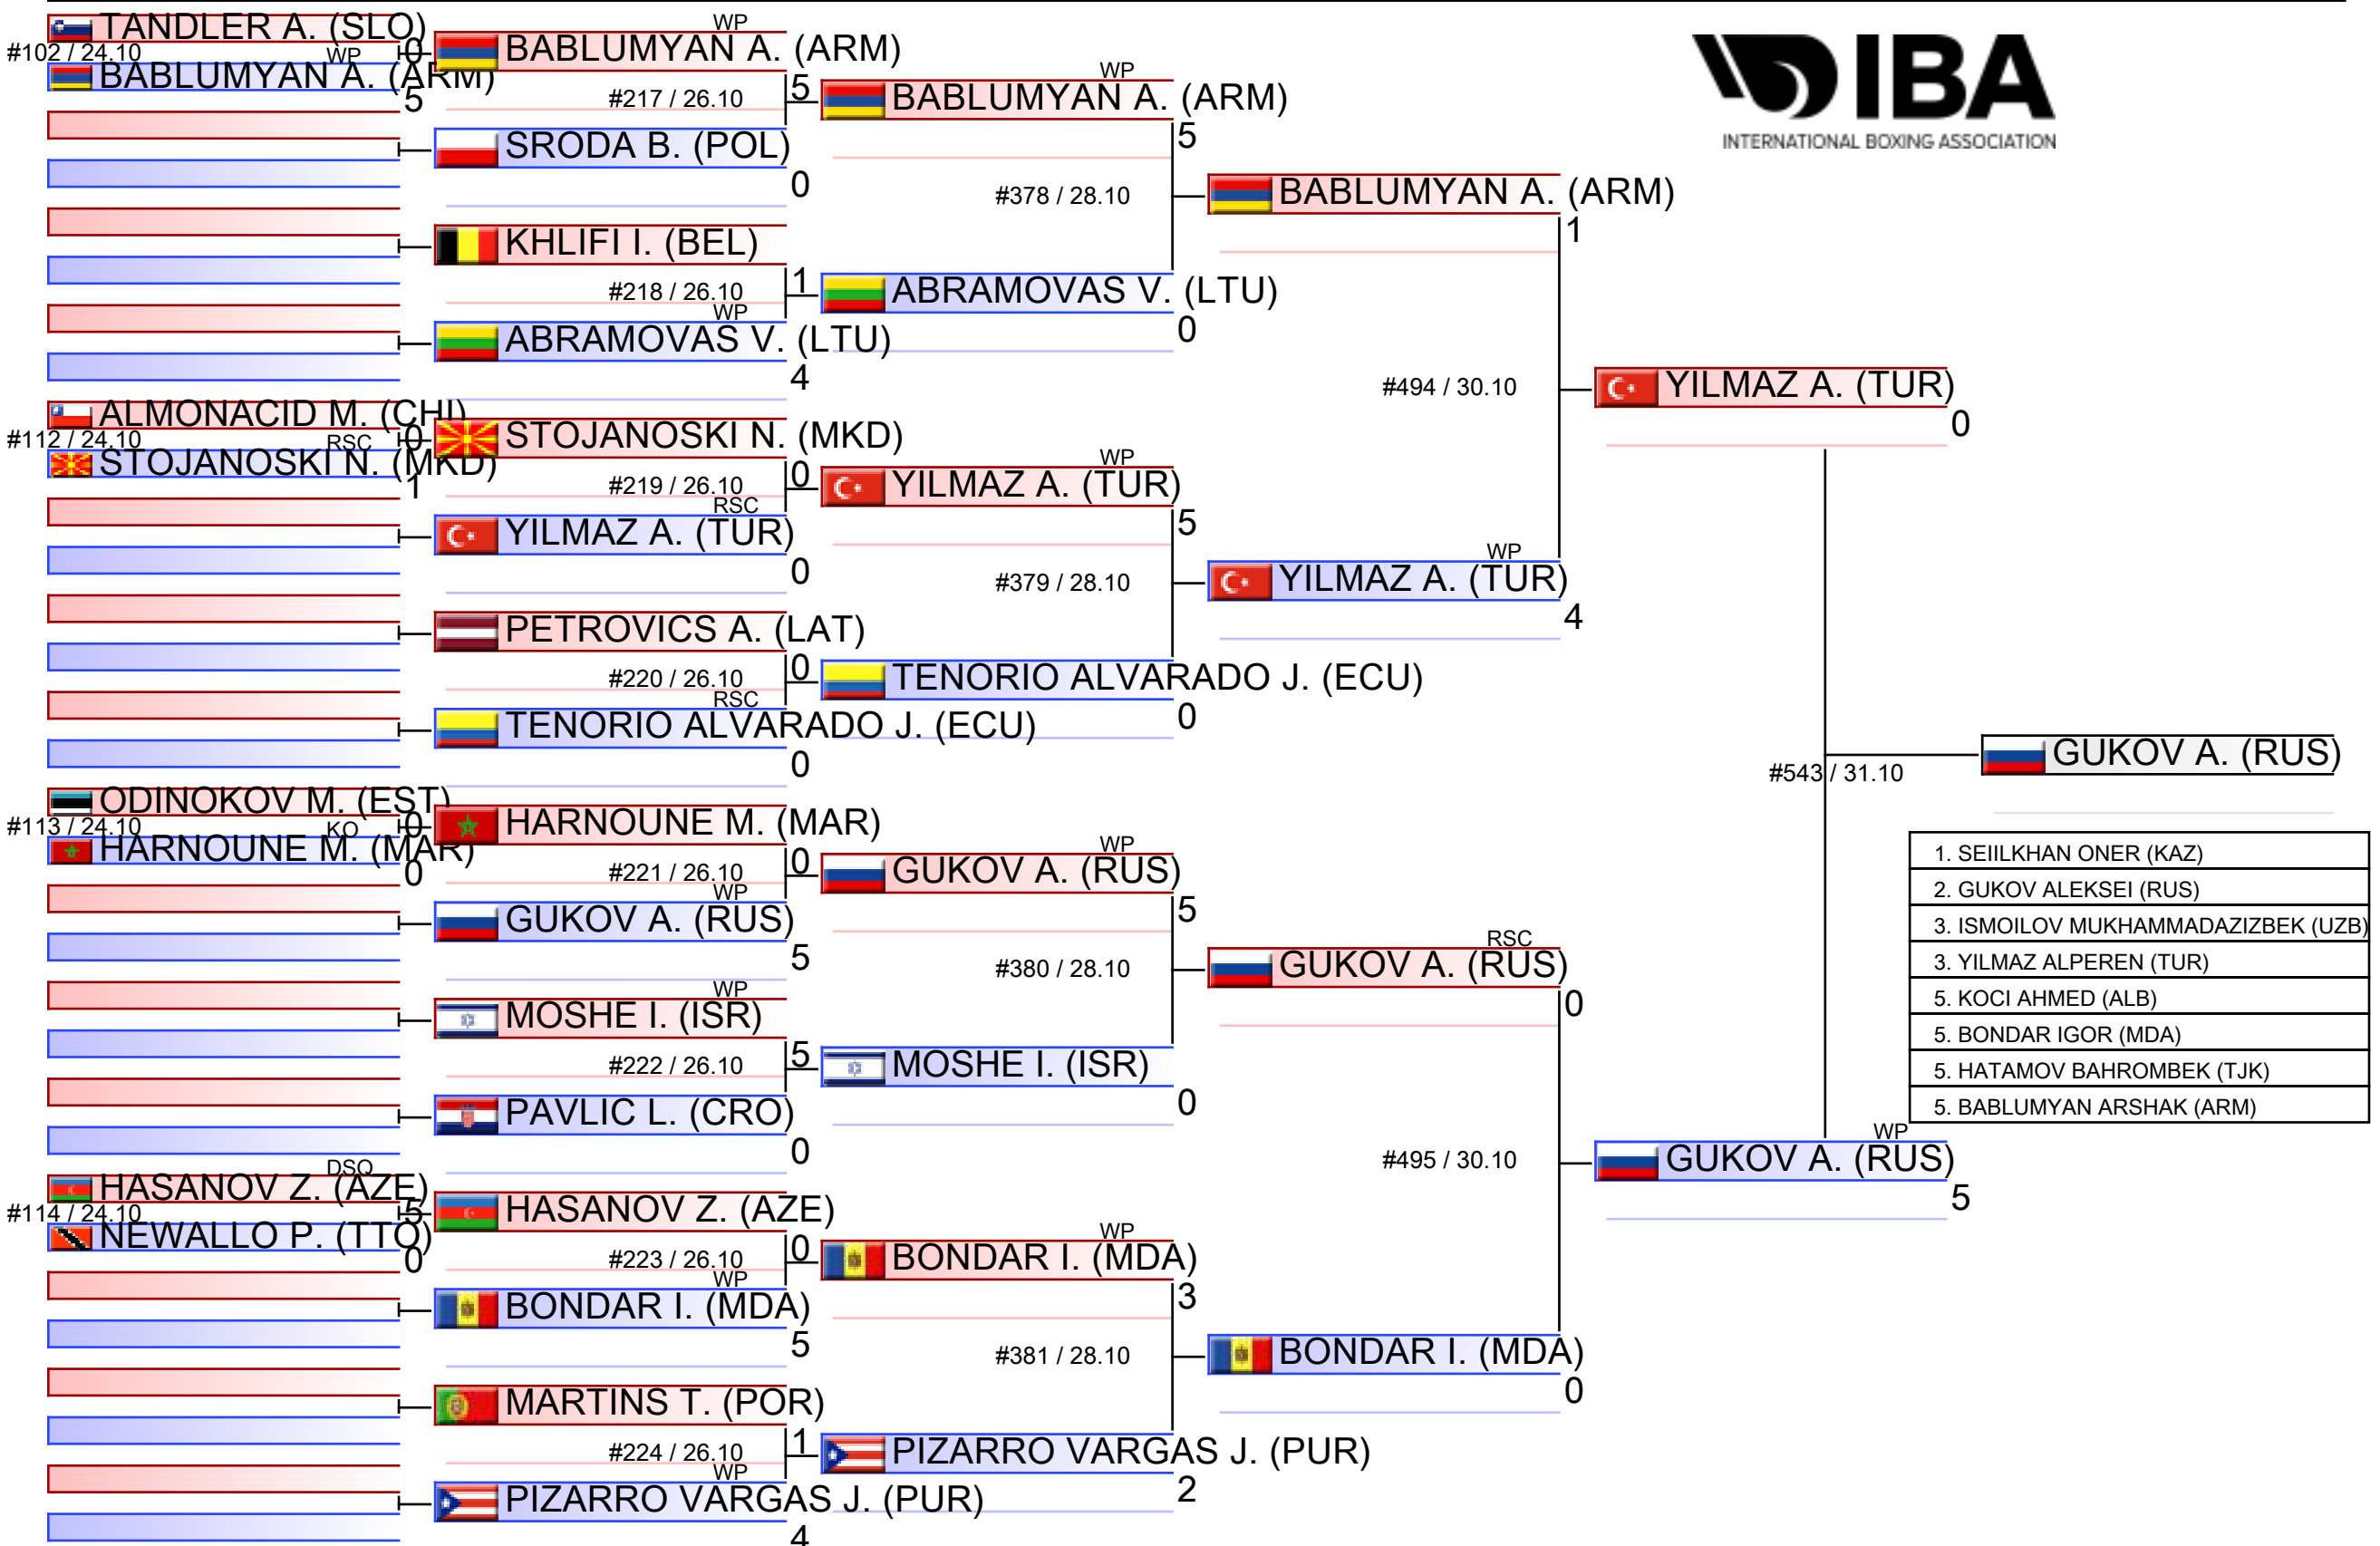 IBA
INTERNATIONAL BOXING ASSOCIATION
TANDLER A. (SLO)
#102 / 24.10
WP
0
BABLUMYAN A. (ARM)
5
ALMONACID M. (CHI)
#112 / 24.10
RSC
0
STOJANOSKI N. (MKD)
1
ODINOKOV M. (EST)
#113 / 24.10
KO
0
HARNOUNE M. (MAR)
0
DSQ
HASANOV Z. (AZE)
#114 / 24.10
5
NEWALLO P. (TTO)
0
WP
BABLUMYAN A. (ARM)
5
#217 / 26.10
SRODA B. (POL)
0
KHLIFI I. (BEL)
1
#218 / 26.10
WP
ABRAMOVAS V. (LTU)
4
STOJANOSKI N. (MKD)
0
#219 / 26.10
RSC
YILMAZ A. (TUR)
0
PETROVICS A. (LAT)
0
#220 / 26.10
RSC
TENORIO ALVARADO J. (ECU)
0
HARNOUNE M. (MAR)
0
#221 / 26.10
WP
GUKOV A. (RUS)
5
WP
MOSHE I. (ISR)
5
#222 / 26.10
PAVLIC L. (CRO)
0
HASANOV Z. (AZE)
0
#223 / 26.10
WP
BONDAR I. (MDA)
5
MARTINS T. (POR)
1
#224 / 26.10
WP
PIZARRO VARGAS J. (PUR)
4
WP
BABLUMYAN A. (ARM)
5
#378 / 28.10
ABRAMOVAS V. (LTU)
0
WP
YILMAZ A. (TUR)
5
#379 / 28.10
TENORIO ALVARADO J. (ECU)
0
WP
GUKOV A. (RUS)
5
#380 / 28.10
MOSHE I. (ISR)
0
WP
BONDAR I. (MDA)
3
#381 / 28.10
PIZARRO VARGAS J. (PUR)
2
BABLUMYAN A. (ARM)
1
#494 / 30.10
WP
YILMAZ A. (TUR)
4
RSC
GUKOV A. (RUS)
0
#495 / 30.10
BONDAR I. (MDA)
0
YILMAZ A. (TUR)
0
#543 / 31.10
WP
GUKOV A. (RUS)
5
GUKOV A. (RUS)
1. SEIILKHAN ONER (KAZ)
2. GUKOV ALEKSEI (RUS)
3. ISMOILOV MUKHAMMADAZIZBEK (UZB)
3. YILMAZ ALPEREN (TUR)
5. KOCI AHMED (ALB)
5. BONDAR IGOR (MDA)
5. HATAMOV BAHROMBEK (TJK)
5. BABLUMYAN ARSHAK (ARM)